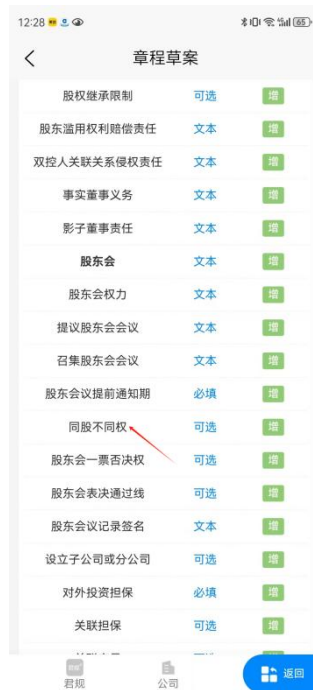 12:28 65
章程草案
股权继承限制 可选 增
股东滥用权利赔偿责任 文本 增
双控人关联关系侵权责任 文本 增
事实董事义务 文本 增
影子董事责任 文本 增
股东会 文本 增
股东会权力 文本 增
提议股东会会议 文本 增
召集股东会会议 文本 增
股东会议提前通知期 必填 增
同股不同权 可选 增
股东会一票否决权 可选 增
股东会表决通过线 可选 增
股东会议记录签名 文本 增
设立子公司或分公司 可选 增
对外投资担保 必填 增
关联担保 可选 增
君规 公司 返回